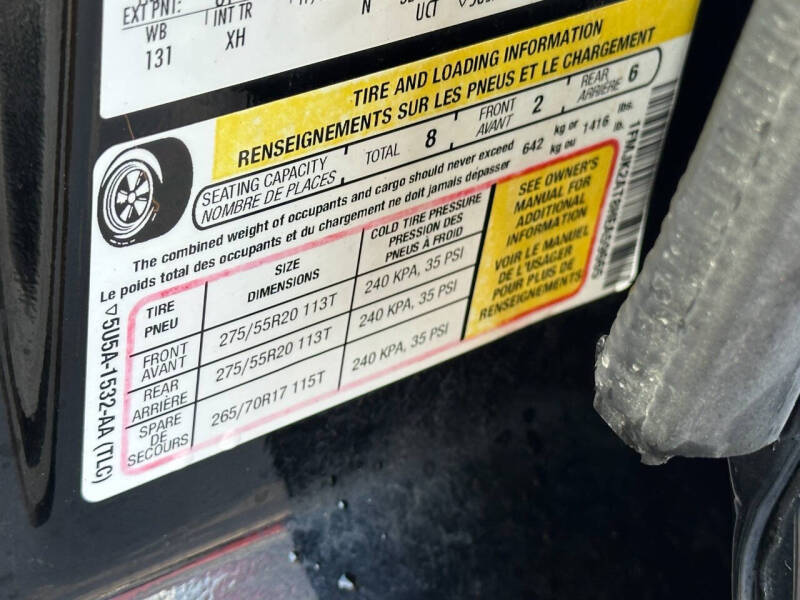 EXT PNT:
WB INT TR N UCT
131 XH
TIRE AND LOADING INFORMATION
RENSEIGNEMENTS SUR LES PNEUS ET LE CHARGEMENT
SEATING CAPACITY TOTAL 8 FRONT 2 REAR 6
NOMBRE DE PLACES AVANT ARRIÈRE
The combined weight of occupants and cargo should never exceed 642 kg or 1416 lbs.
Le poids total des occupants et du chargement ne doit jamais dépasser kg ou lb.
TIRE SIZE COLD TIRE PRESSURE
PNEU DIMENSIONS PRESSION DES
PNEUS À FROID
FRONT 275/55R20 113T 240 KPA, 35 PSI
AVANT
REAR 275/55R20 113T 240 KPA, 35 PSI
ARRIÈRE
SPARE 265/70R17 115T 240 KPA, 35 PSI
DE
SECOURS
SEE OWNER'S
MANUAL FOR
ADDITIONAL
INFORMATION
VOIR LE MANUEL
DE L'USAGER
POUR PLUS DE
RENSEIGNEMENTS
▽5U5A-1532-AA (TLC)